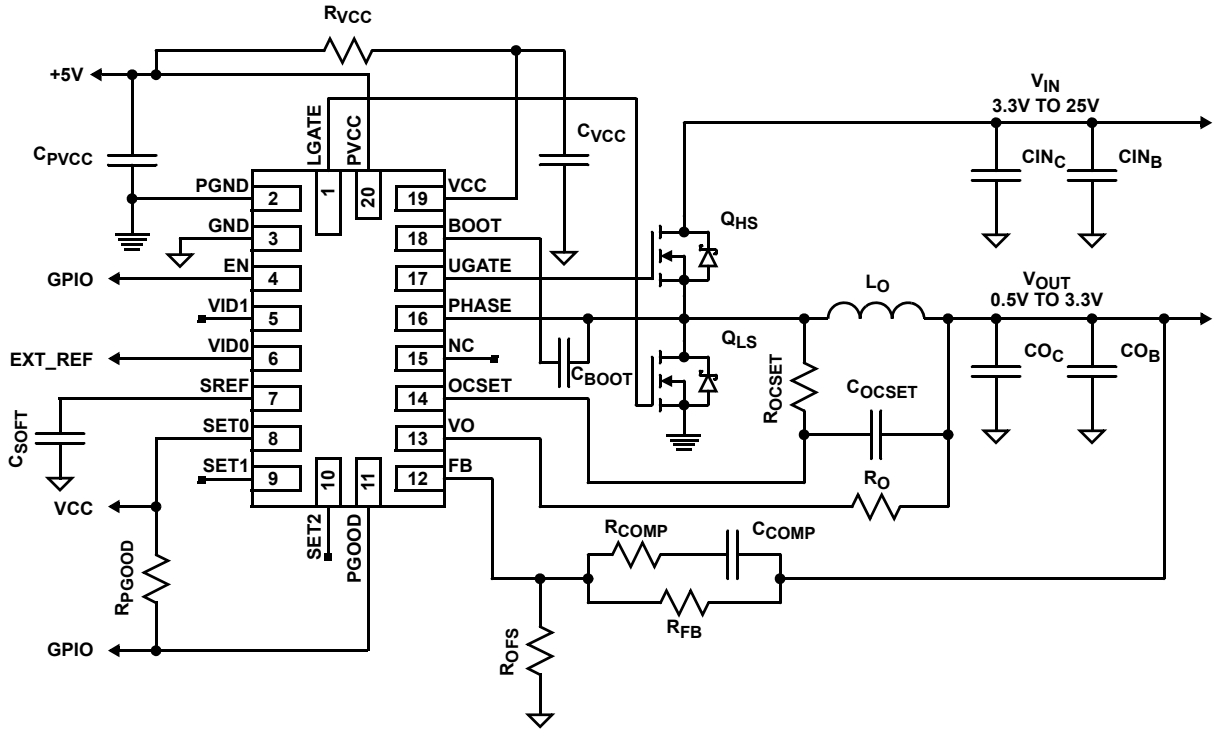 RVCC
+5V
LGATE
PVCC
CVCC
VIN
3.3V TO 25V
CPVCC
CINC
CINB
PGND
2
1
20
19
VCC
GND
3
18
BOOT
QHS
EN
GPIO
4
17
UGATE
VID1
5
16
PHASE
LO
VOUT
0.5V TO 3.3V
VID0
EXT_REF
6
15
NC
QLS
CBOOT
COC
COB
SREF
7
14
OCSET
ROCSET
COCSET
CSOFT
SET0
8
13
VO
SET1
9
10
11
12
FB
RO
VCC
SET2
PGOOD
RCOMP
CCOMP
RPGOOD
RFB
GPIO
ROFS